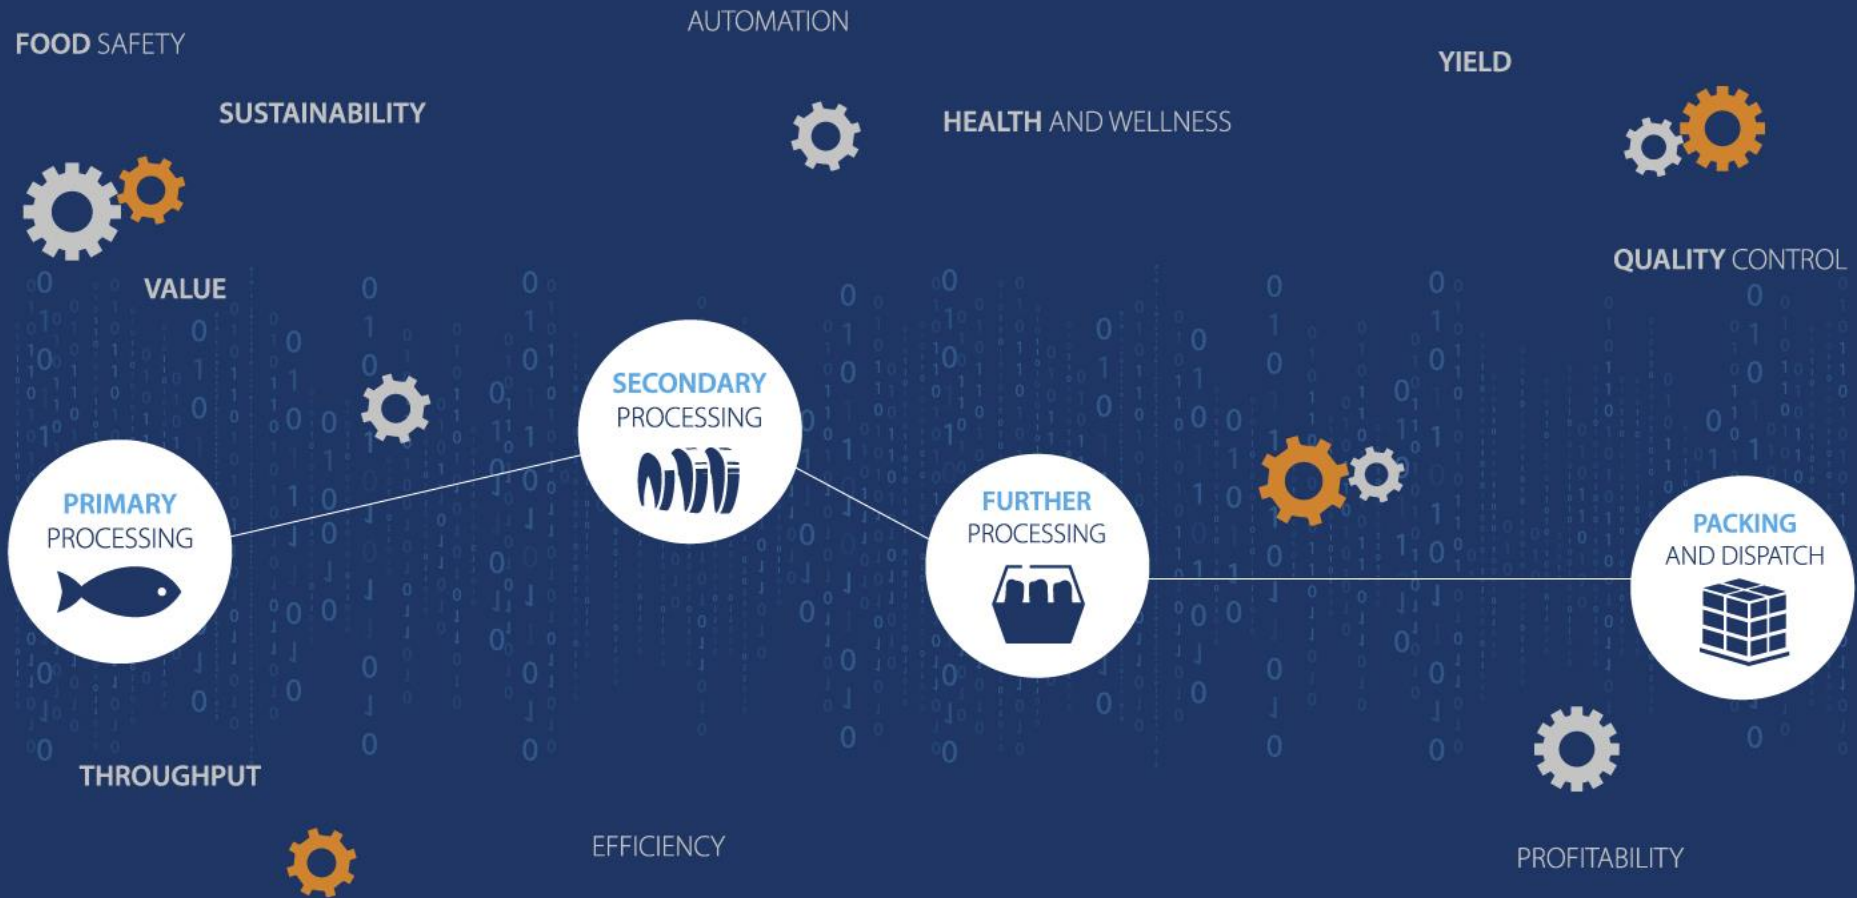 AUTOMATION
FOOD SAFETY
YIELD
SUSTAINABILITY
HEALTH AND WELLNESS
QUALITY CONTROL
VALUE
SECONDARY
PROCESSING
PRIMARY
PROCESSING
FURTHER
PROCESSING
PACKING
AND DISPATCH
THROUGHPUT
EFFICIENCY
PROFITABILITY